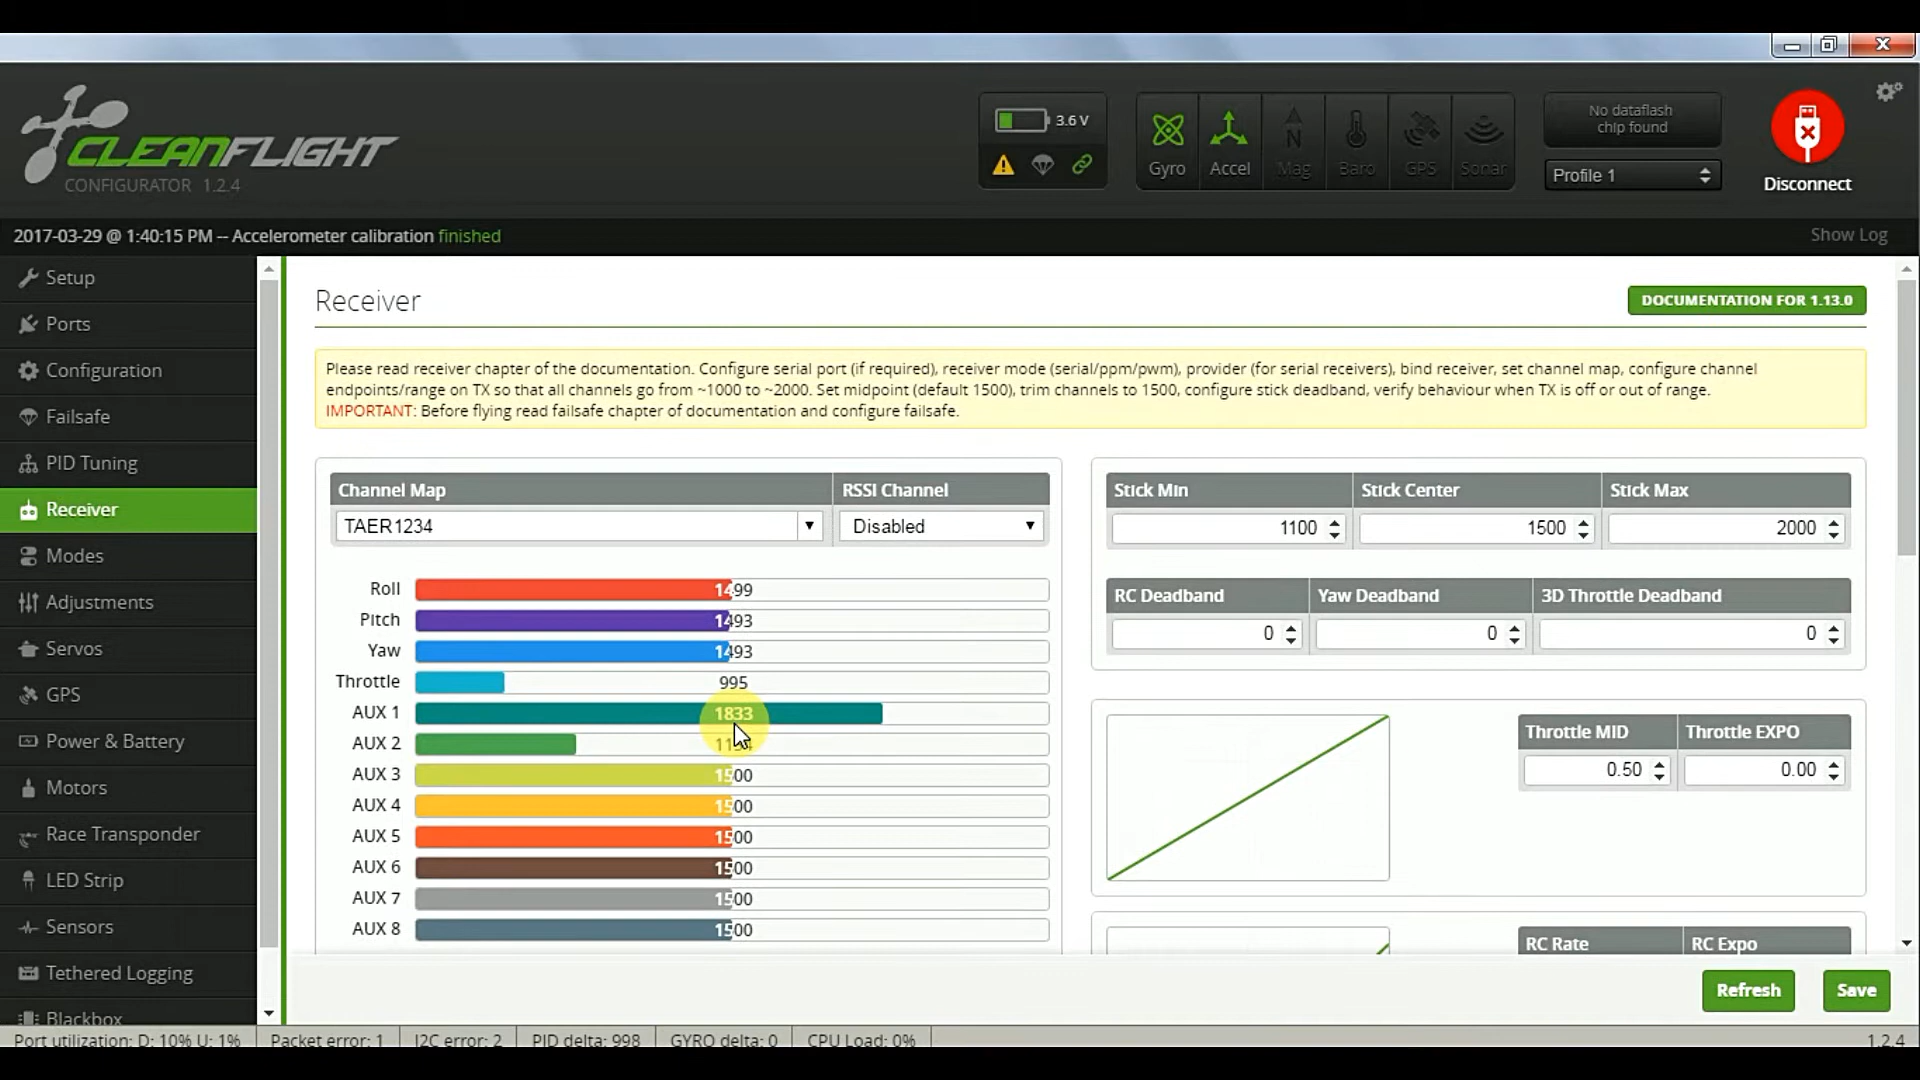 3.6 V
No dataflash
chip found
CLEANFLIGHT
CONFIGURATOR 1.2.4
Gyro Accel Mag Baro GPS Sonar
Profile 1
Disconnect
2017-03-29 @ 1:40:15 PM -- Accelerometer calibration finished
Show Log
Setup
Ports
Configuration
Failsafe
PID Tuning
Receiver
Modes
Adjustments
Servos
GPS
Power & Battery
Motors
Race Transponder
LED Strip
Sensors
Tethered Logging
Blackbox
Receiver
DOCUMENTATION FOR 1.13.0
Please read receiver chapter of the documentation. Configure serial port (if required), receiver mode (serial/ppm/pwm), provider (for serial receivers), bind receiver, set channel map, configure channel
endpoints/range on TX so that all channels go from ~1000 to ~2000. Set midpoint (default 1500), trim channels to 1500, configure stick deadband, verify behaviour when TX is off or out of range.
IMPORTANT: Before flying read failsafe chapter of documentation and configure failsafe.
Channel Map RSSI Channel
TAER1234 Disabled
Roll 1499
Pitch 1493
Yaw 1493
Throttle 995
AUX 1 1833
AUX 2
AUX 3 1500
AUX 4 1500
AUX 5 1500
AUX 6 1500
AUX 7 1500
AUX 8 1500
Stick Min Stick Center Stick Max
1100 1500 2000
RC Deadband Yaw Deadband 3D Throttle Deadband
0 0 0
Throttle MID Throttle EXPO
0.50 0.00
RC Rate RC Expo
Refresh Save
Port utilization: D: 10% U: 1% Packet error: 1 I2C error: 2 PID delta: 998 GYRO delta: 0 CPU Load: 0% 1.2.4